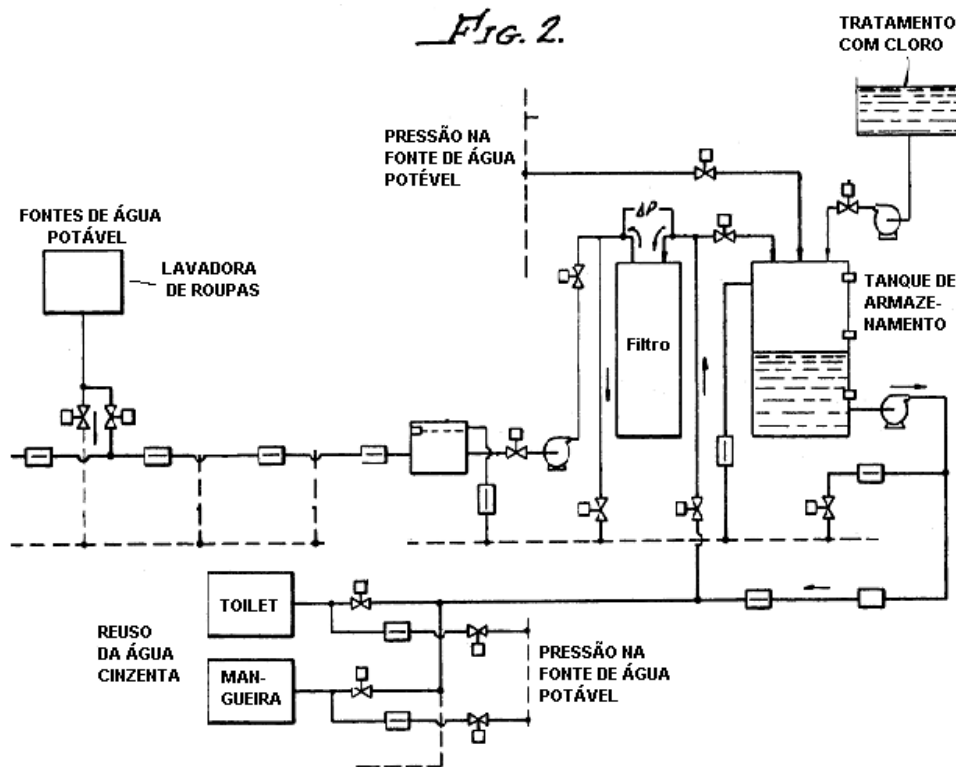 FIG. 2.
TRATAMENTO
COM CLORO
PRESSÃO NA
FONTE DE ÁGUA
POTÉVEL
FONTES DE ÁGUA
POTÁVEL
LAVADORA
DE ROUPAS
ΔP
Filtro
TANQUE DE
ARMAZE-
NAMENTO
TOILET
REUSO
DA ÁGUA
CINZENTA
MAN-
GUEIRA
PRESSÃO NA
FONTE DE ÁGUA
POTÁVEL